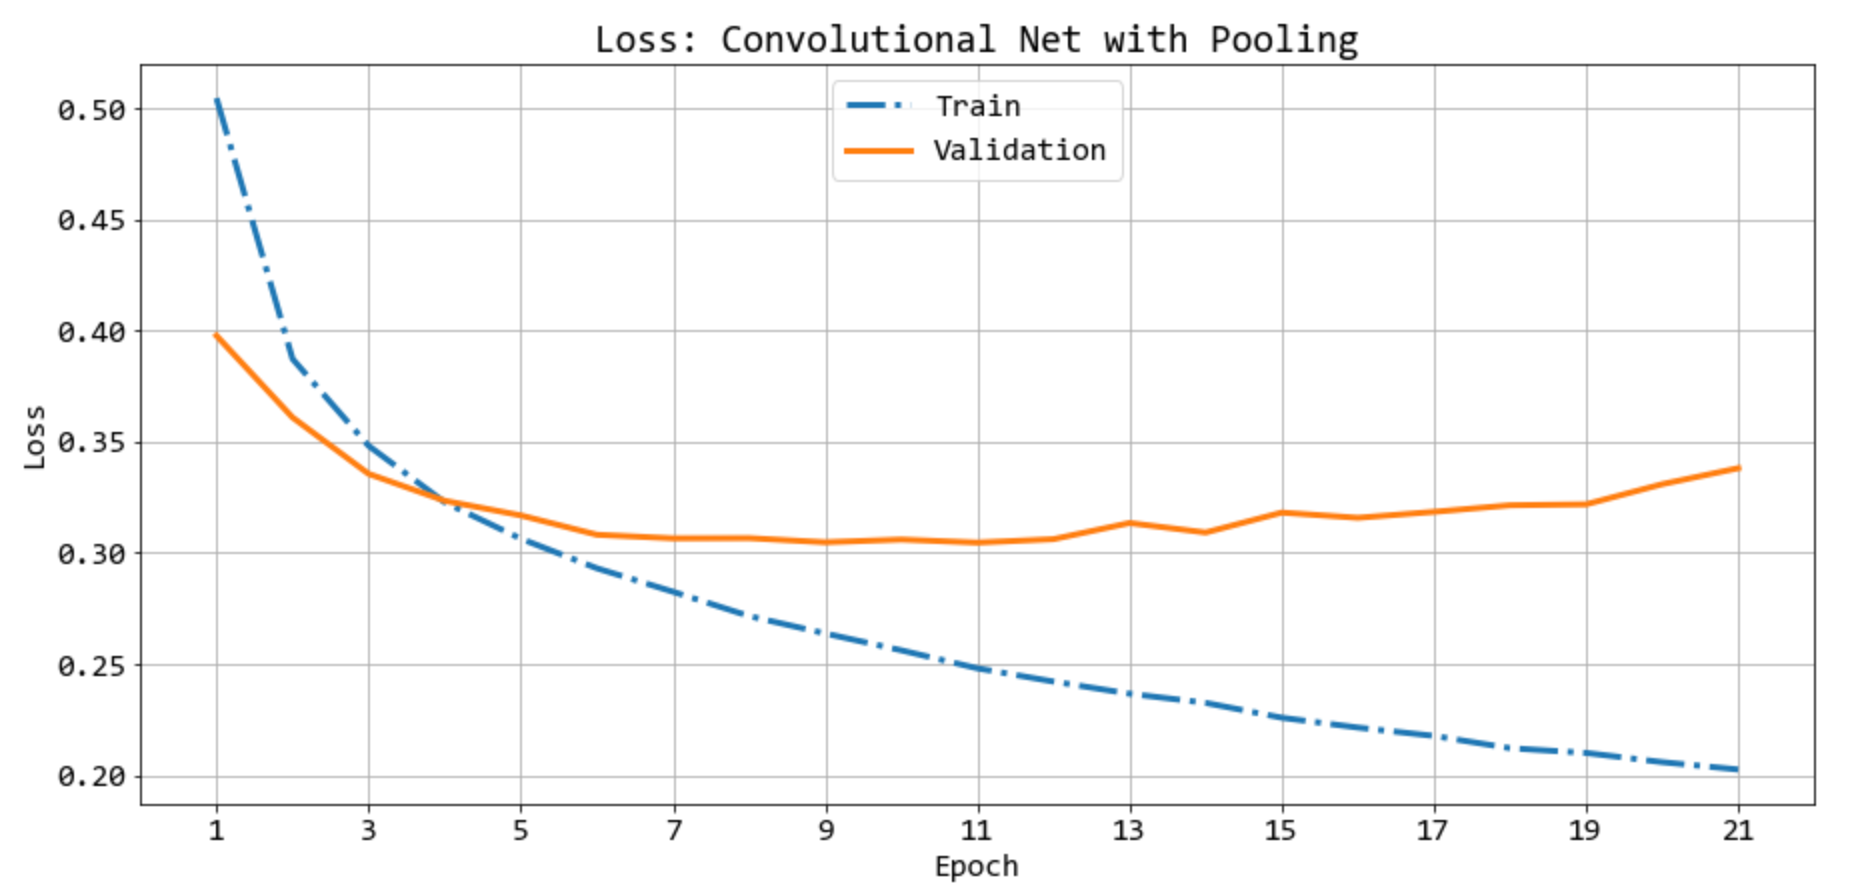 Loss: Convolutional Net with Pooling
Train
Validation
0.50
0.45
0.40
0.35
0.30
0.25
0.20
Loss
1 3 5 7 9 11 13 15 17 19 21
Epoch